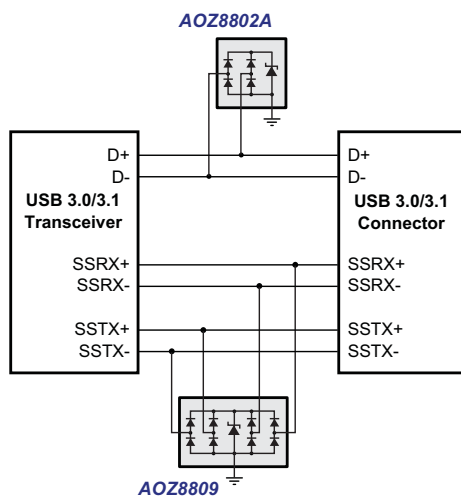 AOZ8802A
D+
D+
D-
D-
USB 3.0/3.1
Transceiver
USB 3.0/3.1
Connector
SSRX+
SSRX+
SSRX-
SSRX-
SSTX+
SSTX+
SSTX-
SSTX-
AOZ8809